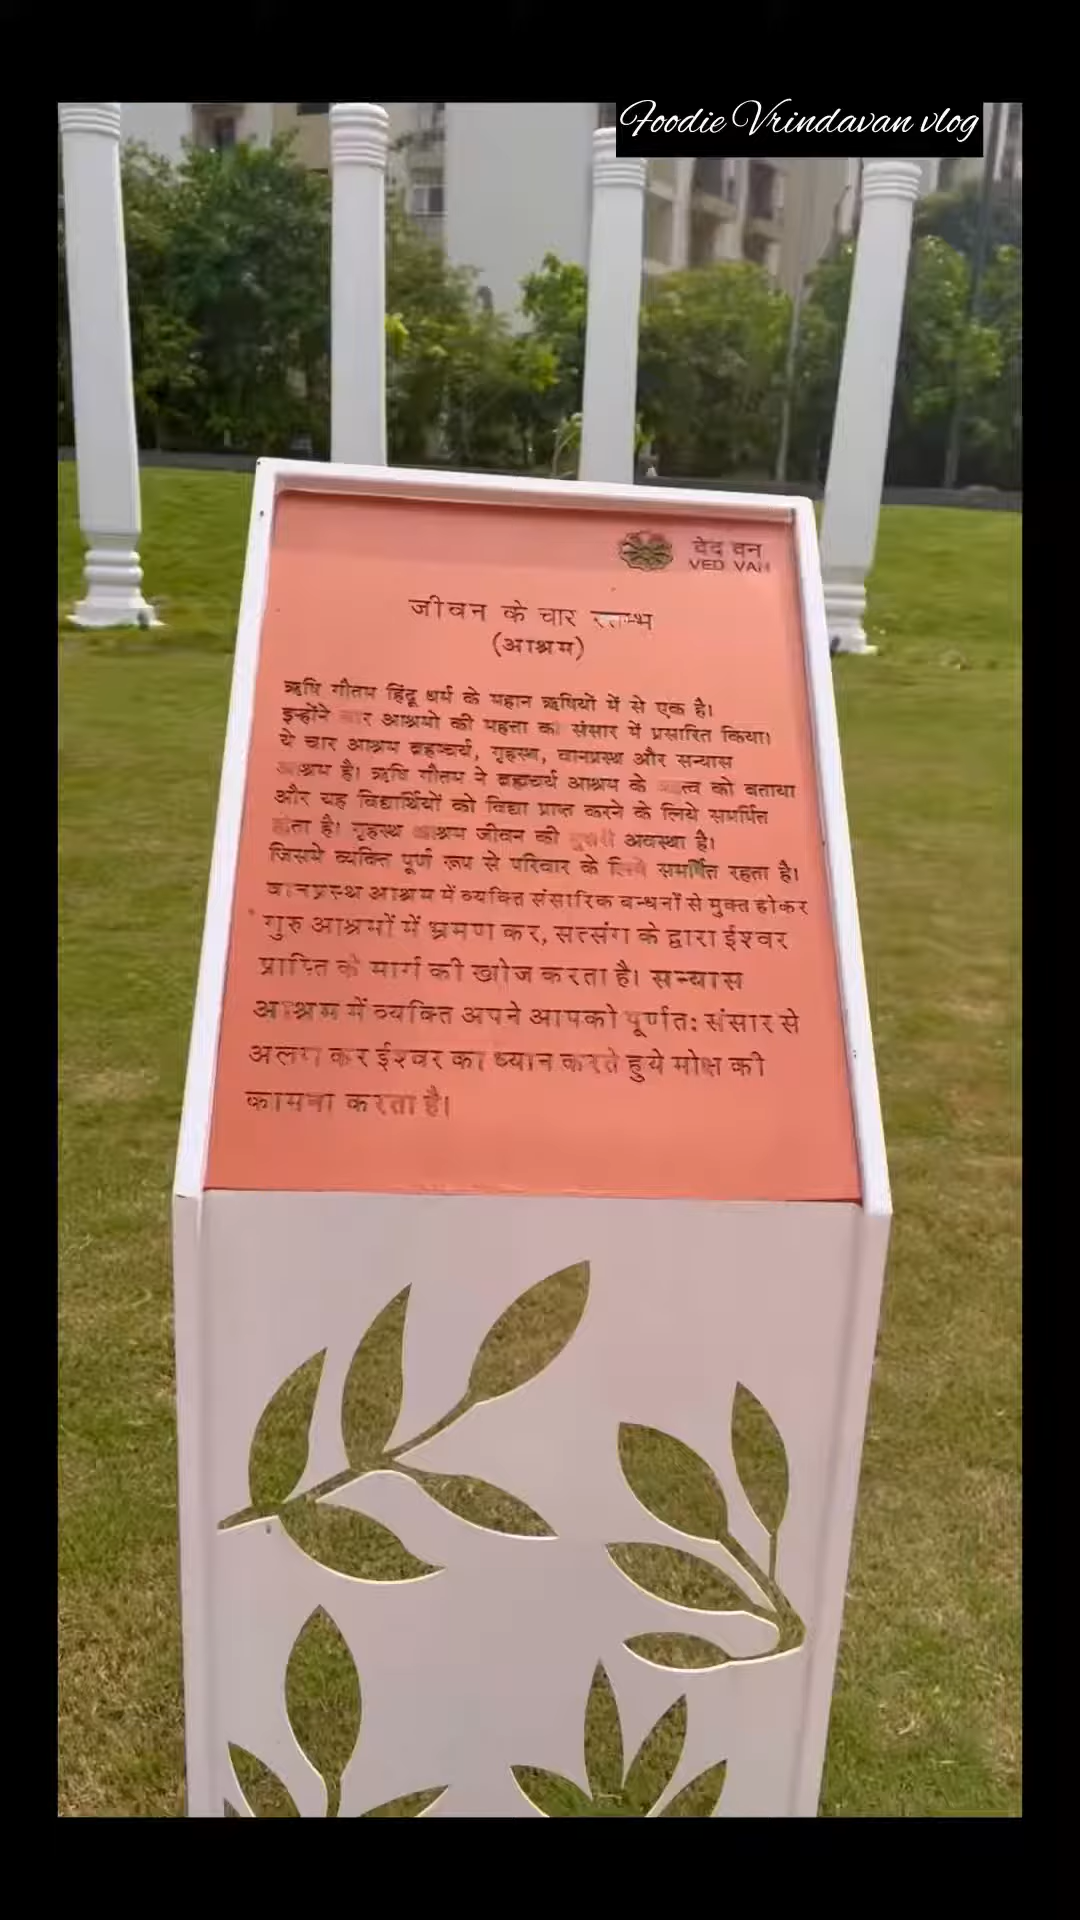 Foodie Vrindavan vlog
वेद वन
VED VAN
जीवन के चार स्तम्भ
(आश्रम)
ऋषि गौतम हिंदू धर्म के महान ऋषियों में से एक है।
इन्होंने चार आश्रमो की महत्ता का संसार में प्रसारित किया।
ये चार आश्रम ब्रह्मचर्य, गृहस्थ, वानप्रस्थ और सन्यास
आश्रम है। ऋषि गौतम ने ब्रह्मचर्य आश्रम के महत्व को बताया
और यह विद्यार्थियों को विद्या प्राप्त करने के लिये समर्पित
होता है। गृहस्थ आश्रम जीवन की दूसरी अवस्था है।
जिसमे व्यक्ति पूर्ण रूप से परिवार के लिये समर्पित रहता है।
वानप्रस्थ आश्रम में व्यक्ति संसारिक बन्धनों से मुक्त होकर
गुरु आश्रमों में भ्रमण कर, सत्संग के द्वारा ईश्वर
प्राप्ति के मार्ग की खोज करता है। सन्यास
आश्रम में व्यक्ति अपने आपको पूर्णत: संसार से
अलग कर ईश्वर का ध्यान करते हुये मोक्ष की
कामना करता है।